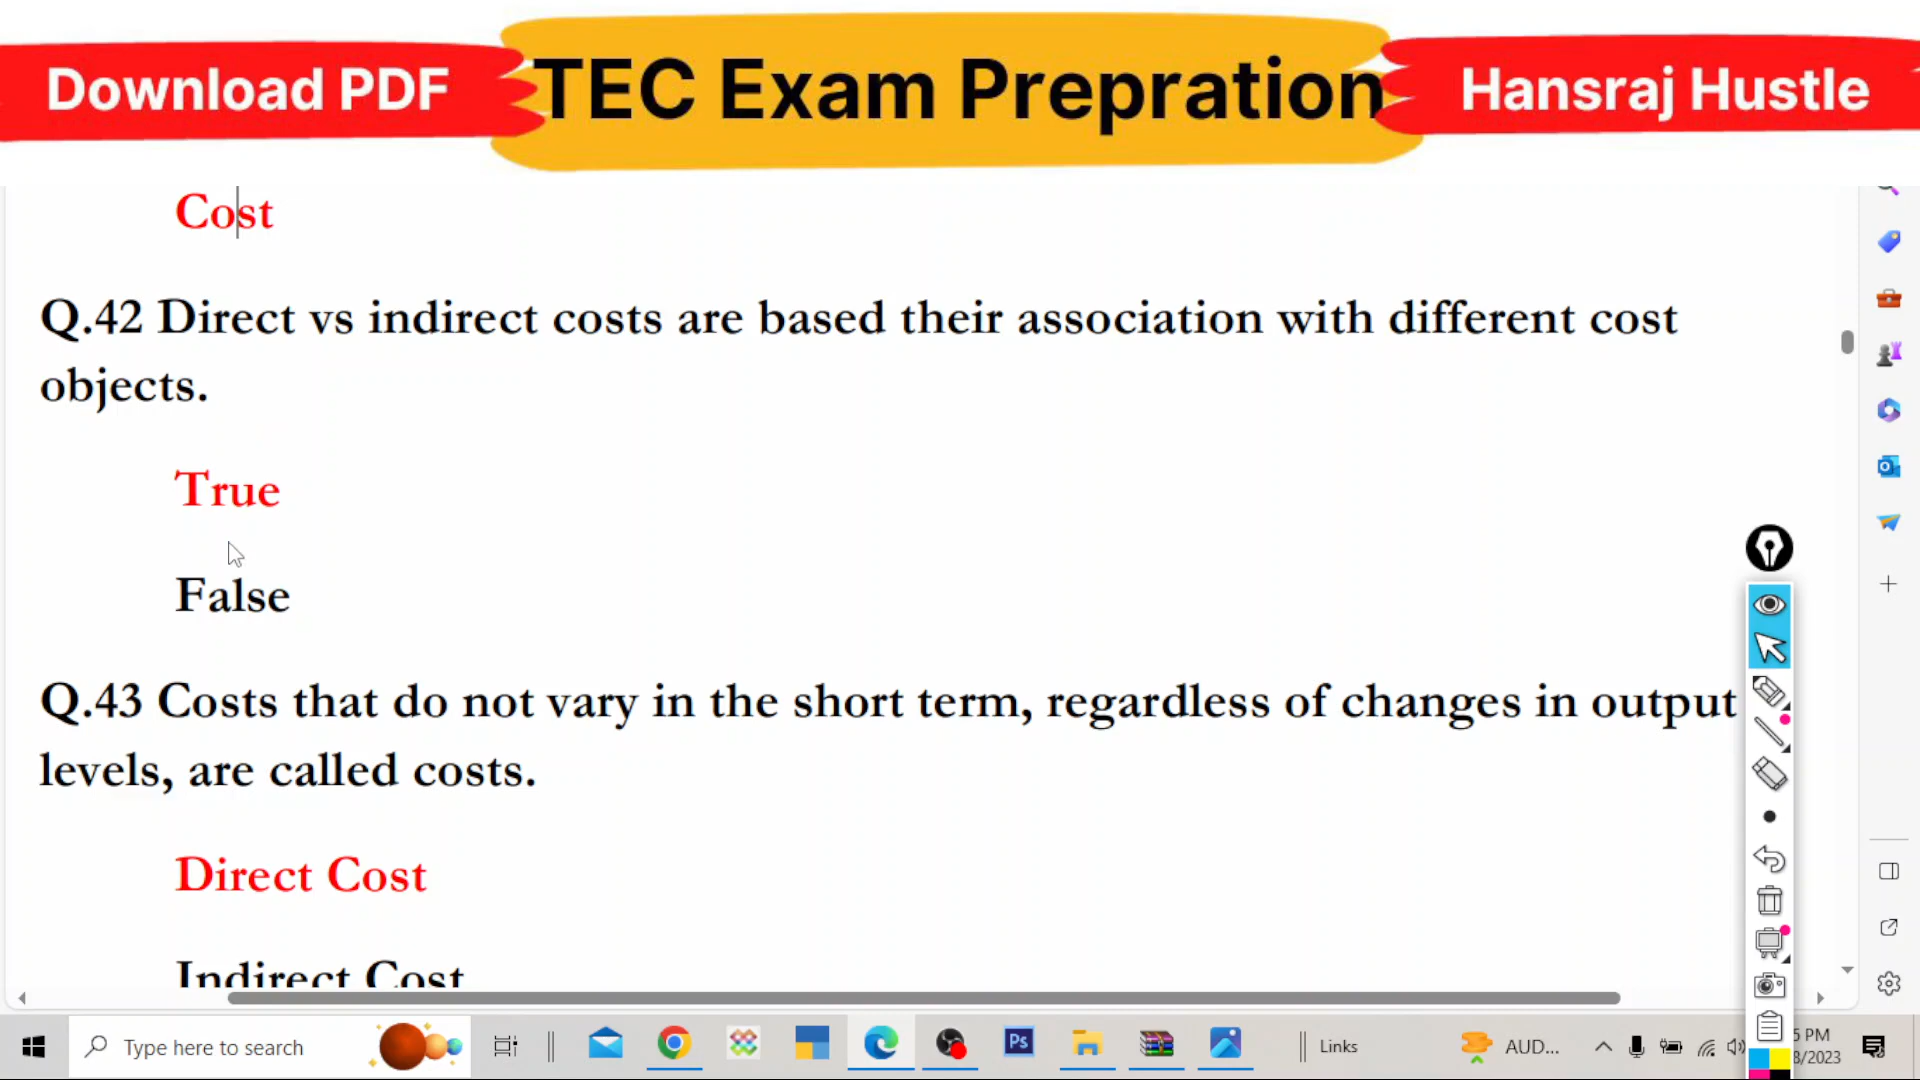 Download PDF
TEC Exam Prepration
Hansraj Hustle
Cost
Q.42 Direct vs indirect costs are based their association with different cost
objects.
True
False
Q.43 Costs that do not vary in the short term, regardless of changes in output
levels, are called costs.
Direct Cost
Indirect Cost
Type here to search
Ps
Links
AUD...
5 PM
8/2023